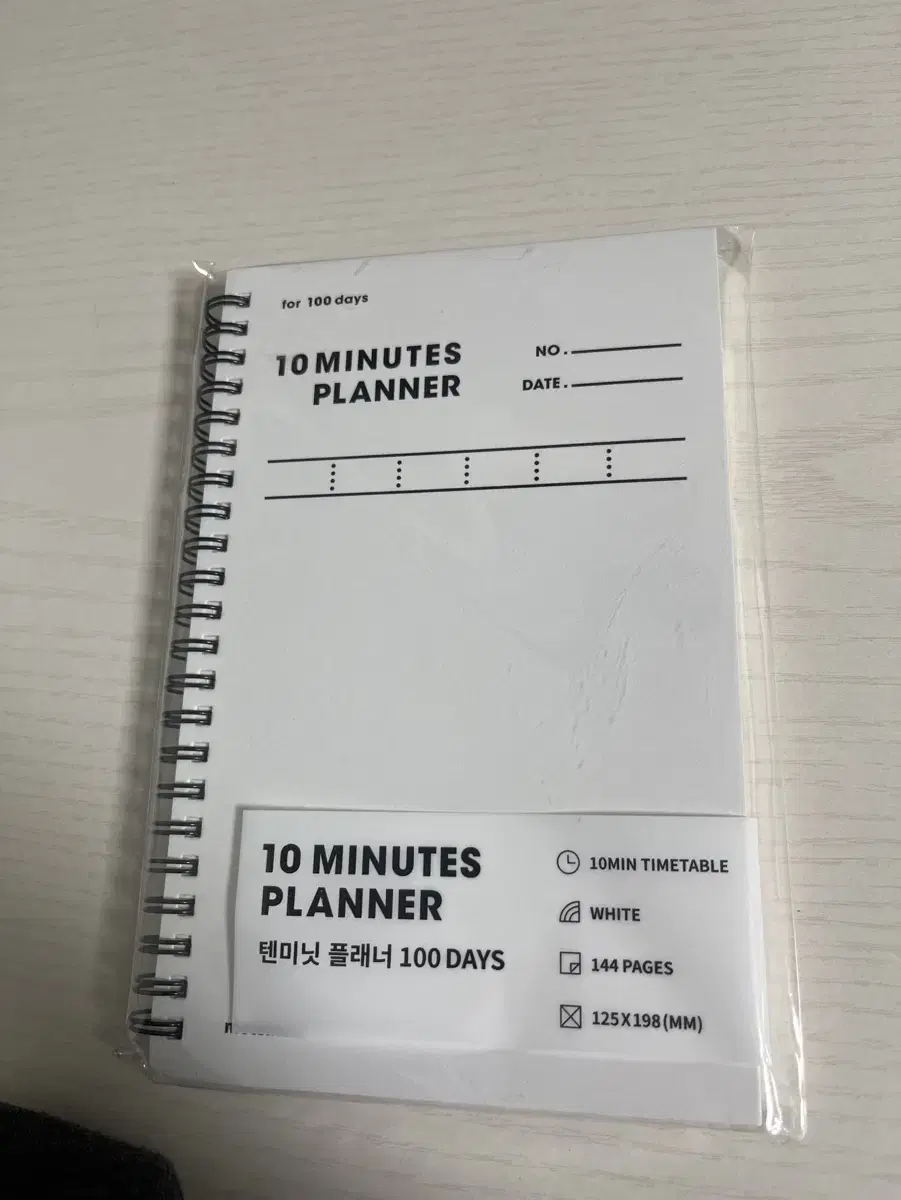 for 100 days
10 MINUTES
PLANNER
NO.
DATE.
10 MINUTES
PLANNER
텐미닛 플래너 100 DAYS
10MIN TIMETABLE
WHITE
144 PAGES
125X198(MM)